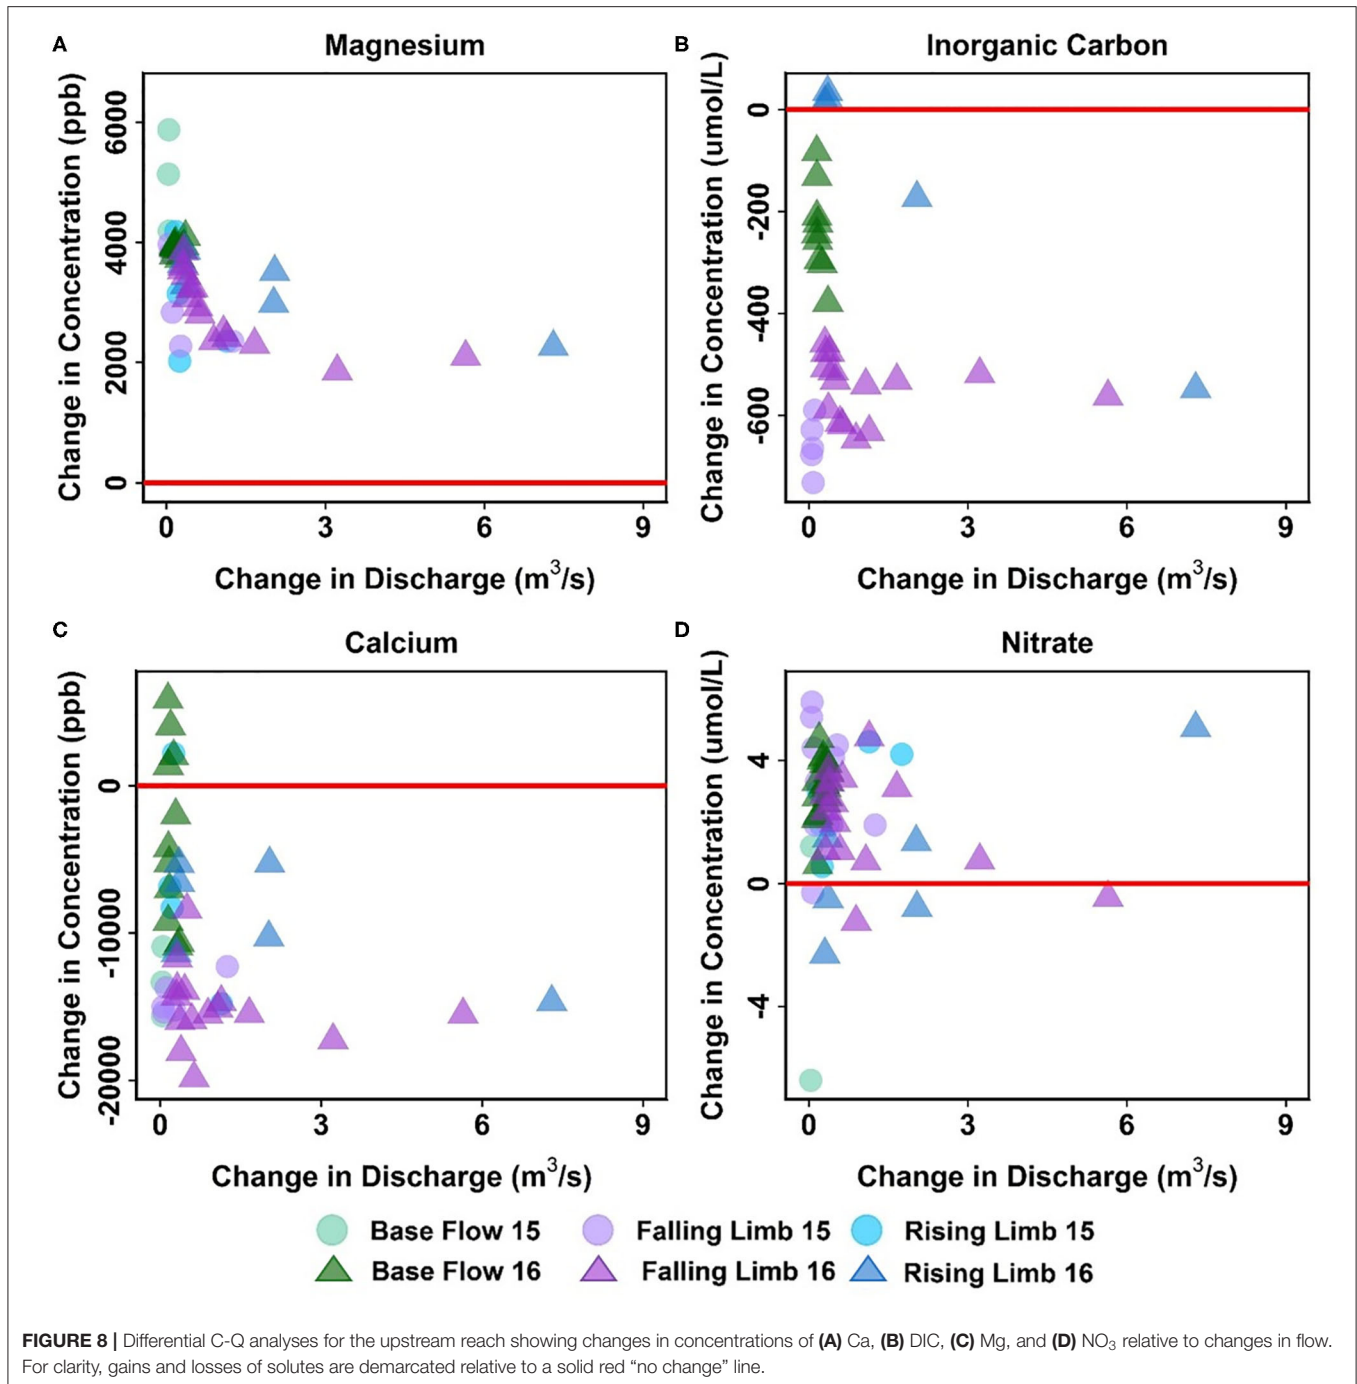 A
Magnesium
Change in Concentration (ppb)
6000
4000
2000
0
0 3 6 9
Change in Discharge (m³/s)
B
Inorganic Carbon
Change in Concentration (umol/L)
0
-200
-400
-600
0 3 6 9
Change in Discharge (m³/s)
C
Calcium
Change in Concentration (ppb)
0
-10000
-20000
0 3 6 9
Change in Discharge (m³/s)
D
Nitrate
Change in Concentration (umol/L)
4
0
-4
0 3 6 9
Change in Discharge (m³/s)
Base Flow 15 Falling Limb 15 Rising Limb 15
Base Flow 16 Falling Limb 16 Rising Limb 16
FIGURE 8 | Differential C-Q analyses for the upstream reach showing changes in concentrations of (A) Ca, (B) DIC, (C) Mg, and (D) NO₃ relative to changes in flow.
For clarity, gains and losses of solutes are demarcated relative to a solid red “no change” line.